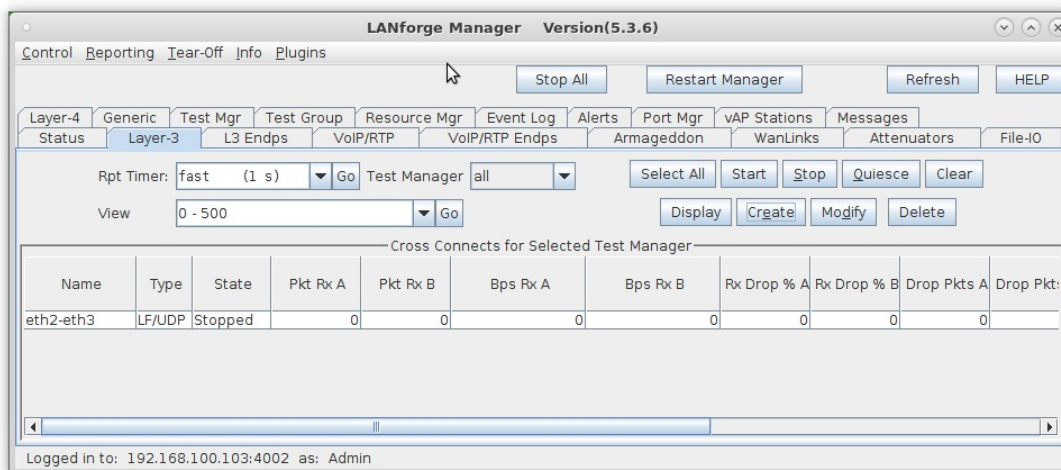 LANforge Manager Version(5.3.6)
Control Reporting Tear-Off Info Plugins
Stop All Restart Manager Refresh HELP
Layer-4 Generic Test Mgr Test Group Resource Mgr Event Log Alerts Port Mgr vAP Stations Messages
Status Layer-3 L3 Endps VoIP/RTP VoIP/RTP Endps Armageddon WanLinks Attenuators File-IO
Rpt Timer: fast (1 s) Go Test Manager all Select All Start Stop Quiesce Clear
View 0 - 500 Go Display Create Modify Delete
Cross Connects for Selected Test Manager
Name Type State Pkt Rx A Pkt Rx B Bps Rx A Bps Rx B Rx Drop % A Rx Drop % B Drop Pkts A Drop Pkt
eth2-eth3 LF/UDP Stopped 0 0 0 0 0 0 0
Logged in to: 192.168.100.103:4002 as: Admin